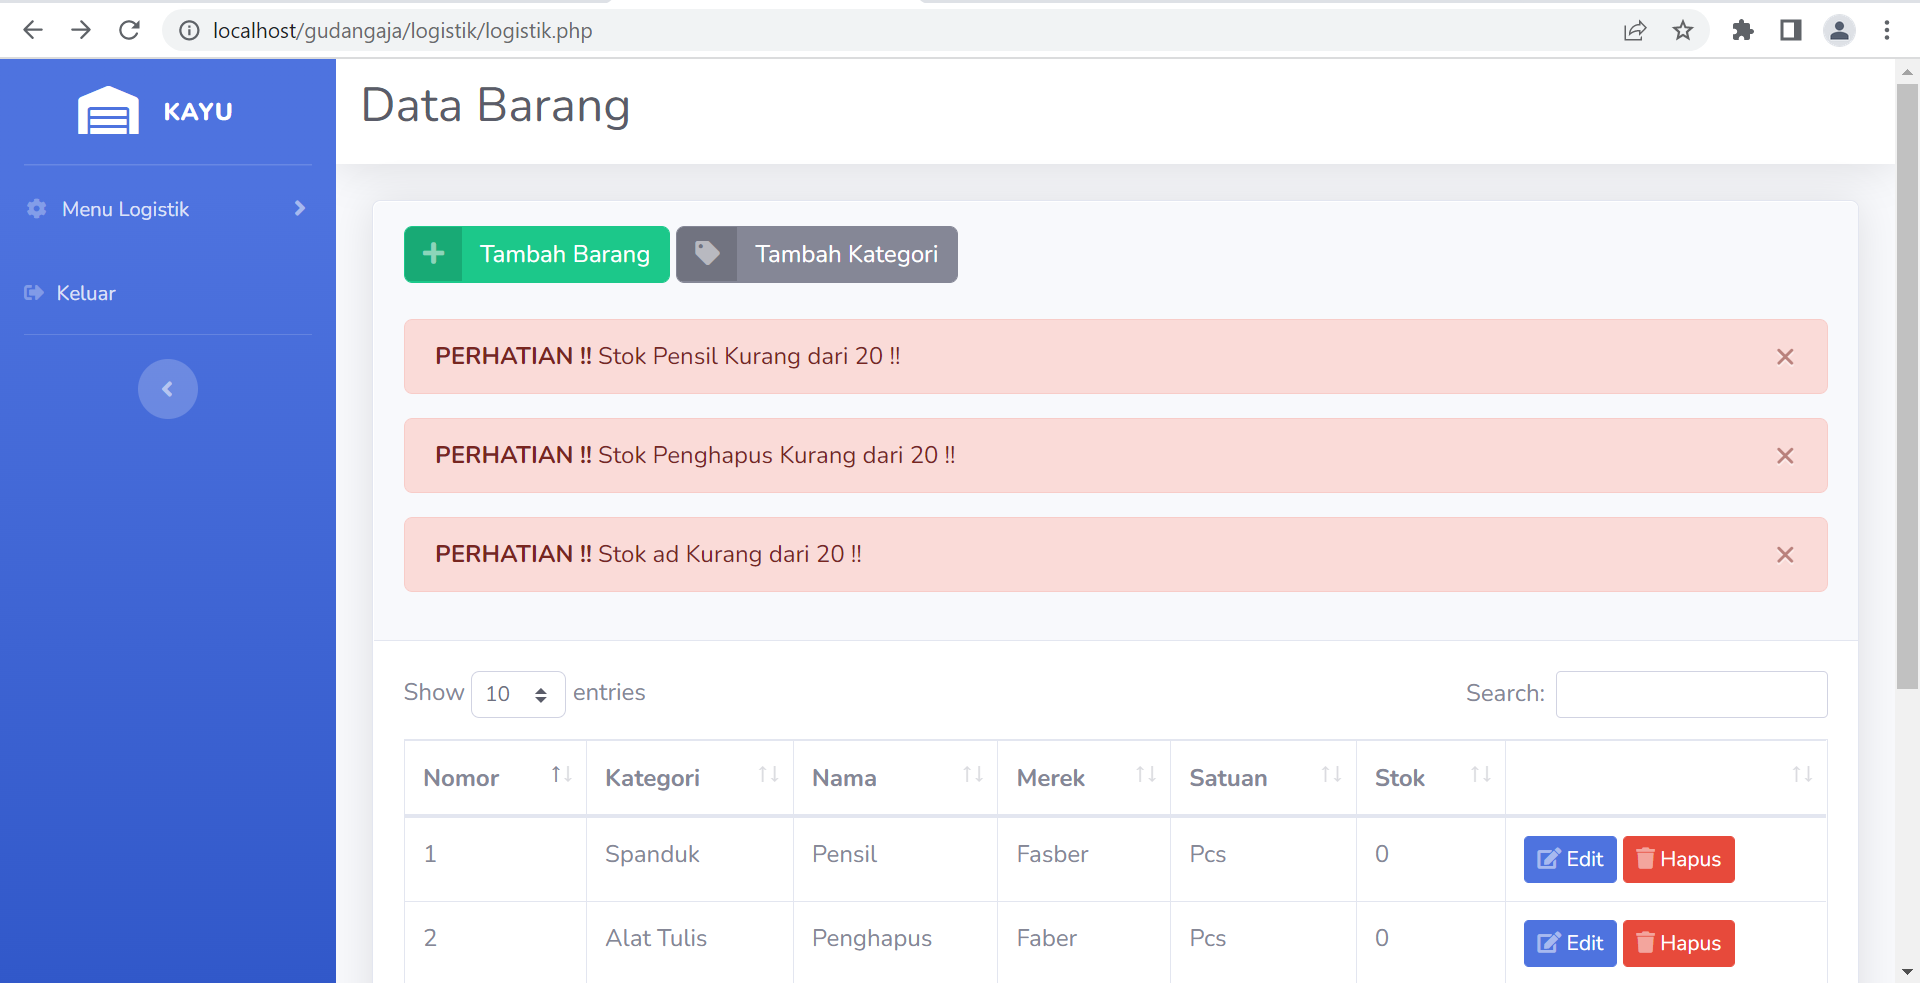 localhost/gudangaja/logistik/logistik.php
KAYU
Menu Logistik
Keluar
Data Barang
Tambah Barang Tambah Kategori
PERHATIAN !! Stok Pensil Kurang dari 20 !!
PERHATIAN !! Stok Penghapus Kurang dari 20 !!
PERHATIAN !! Stok ad Kurang dari 20 !!
Show 10 entries Search:
Nomor Kategori Nama Merek Satuan Stok
1 Spanduk Pensil Fasber Pcs 0 Edit Hapus
2 Alat Tulis Penghapus Faber Pcs 0 Edit Hapus